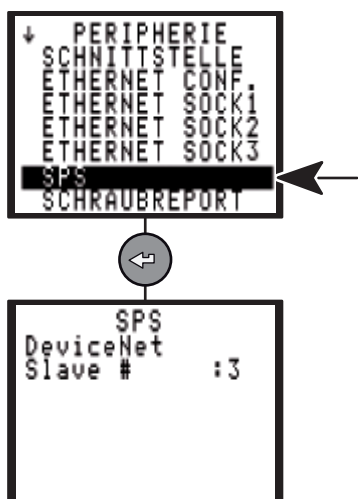 ↓ PERIPHERIE
SCHNITTSTELLE
ETHERNET CONF.
ETHERNET SOCK1
ETHERNET SOCK2
ETHERNET SOCK3
SPS
SCHRAUBREPORT
SPS
DeviceNet
Slave # :3